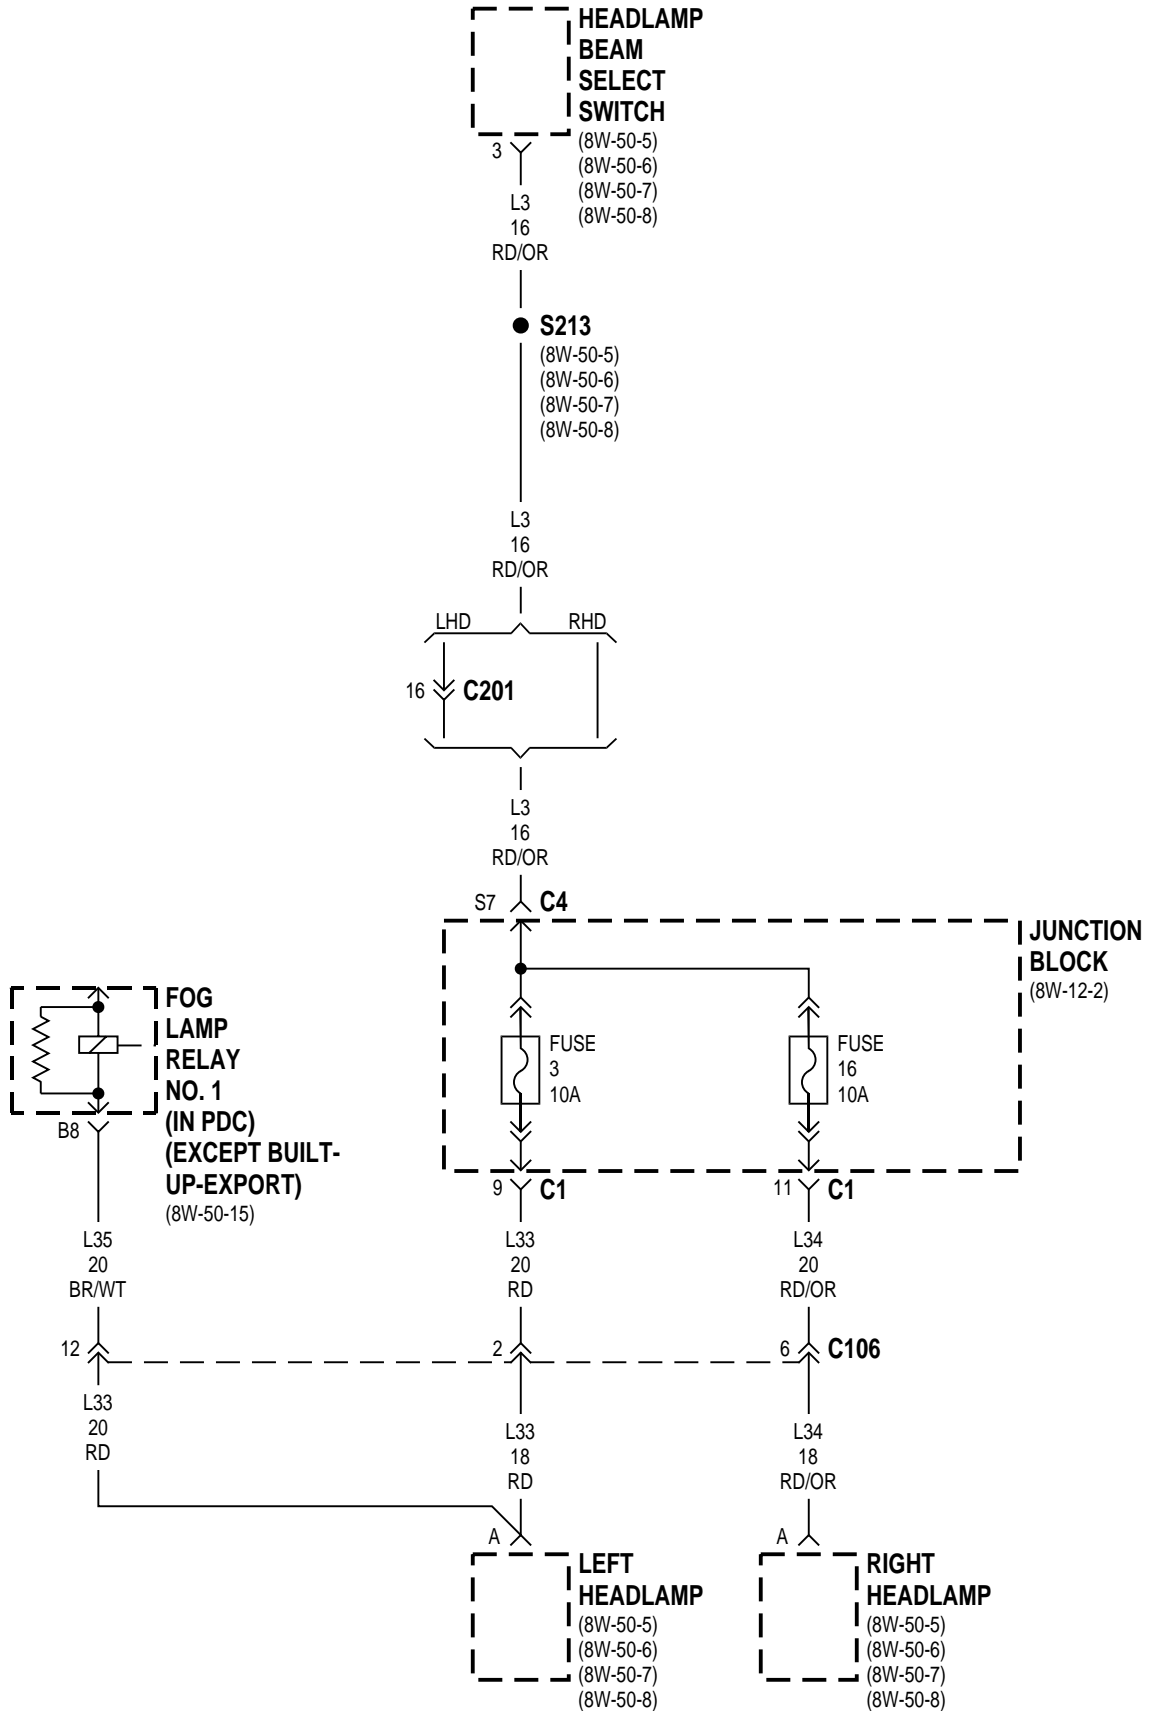 HEADLAMP
BEAM
SELECT
SWITCH
(8W-50-5)
(8W-50-6)
(8W-50-7)
(8W-50-8)
3
L3
16
RD/OR
S213
(8W-50-5)
(8W-50-6)
(8W-50-7)
(8W-50-8)
L3
16
RD/OR
LHD
RHD
16
C201
L3
16
RD/OR
S7
C4
JUNCTION
BLOCK
(8W-12-2)
FUSE
3
10A
FUSE
16
10A
FOG
LAMP
RELAY
NO. 1
(IN PDC)
(EXCEPT BUILT-
UP-EXPORT)
(8W-50-15)
B8
9
C1
11
C1
L35
20
BR/WT
L33
20
RD
L34
20
RD/OR
12
2
6
C106
L33
20
RD
L33
18
RD
L34
18
RD/OR
A
A
LEFT
HEADLAMP
(8W-50-5)
(8W-50-6)
(8W-50-7)
(8W-50-8)
RIGHT
HEADLAMP
(8W-50-5)
(8W-50-6)
(8W-50-7)
(8W-50-8)